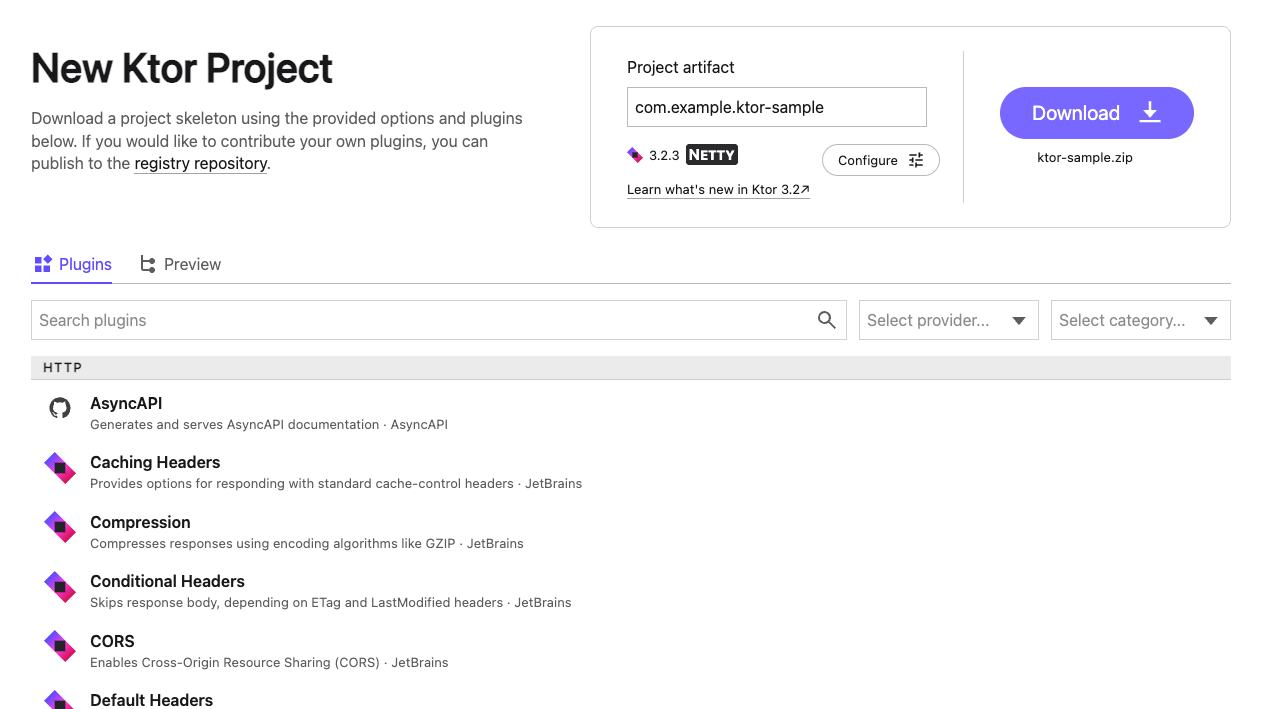 New Ktor Project
Download a project skeleton using the provided options and plugins
below. If you would like to contribute your own plugins, you can
publish to the registry repository.
Project artifact
com.example.ktor-sample
3.2.3 NETTY
Configure
Learn what's new in Ktor 3.2↗
Download
ktor-sample.zip
Plugins
Preview
Search plugins
Select provider...
Select category...
HTTP
AsyncAPI
Generates and serves AsyncAPI documentation · AsyncAPI
Caching Headers
Provides options for responding with standard cache-control headers · JetBrains
Compression
Compresses responses using encoding algorithms like GZIP · JetBrains
Conditional Headers
Skips response body, depending on ETag and LastModified headers · JetBrains
CORS
Enables Cross-Origin Resource Sharing (CORS) · JetBrains
Default Headers